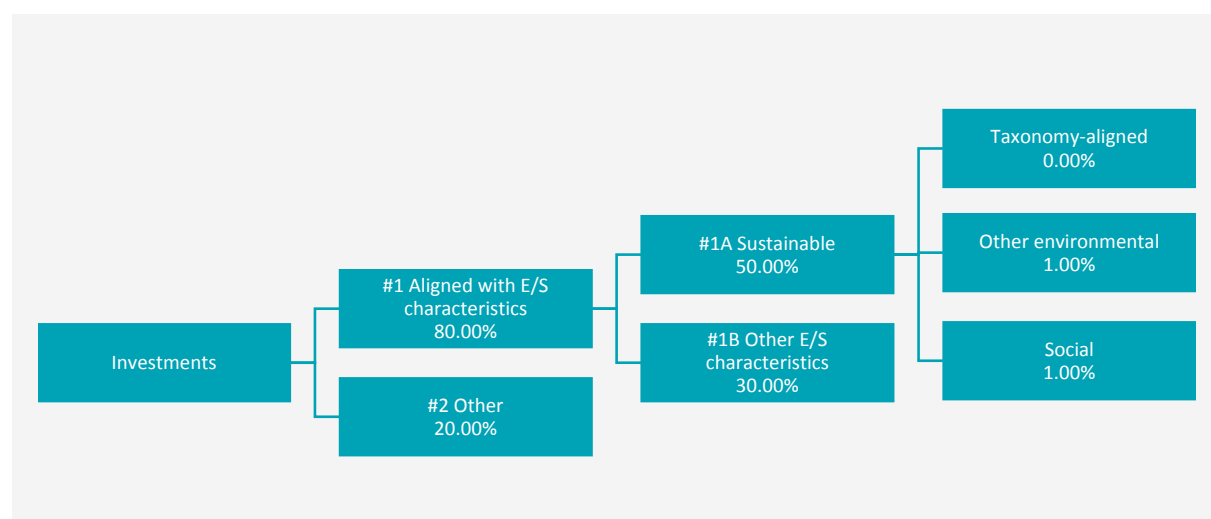 Investments
#1 Aligned with E/S
characteristics
80.00%
#2 Other
20.00%
#1A Sustainable
50.00%
#1B Other E/S
characteristics
30.00%
Taxonomy-aligned
0.00%
Other environmental
1.00%
Social
1.00%